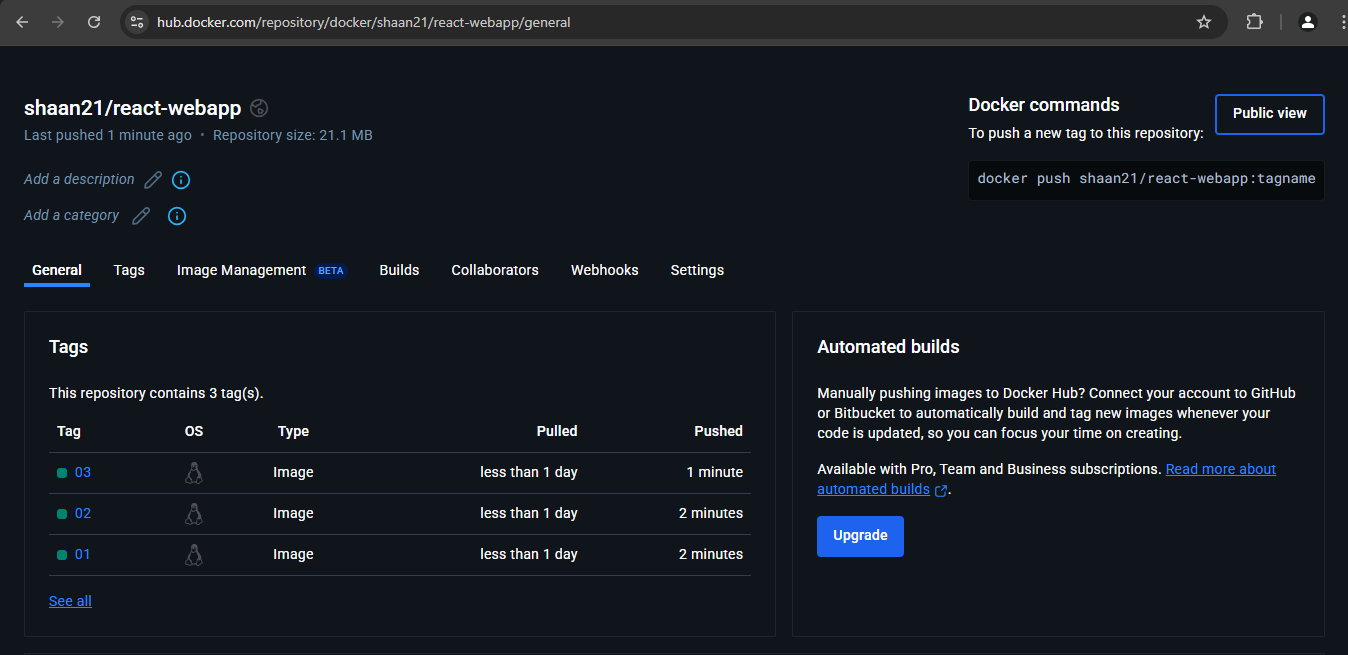 hub.docker.com/repository/docker/shaan21/react-webapp/general
shaan21/react-webapp
Last pushed 1 minute ago • Repository size: 21.1 MB
Add a description
Add a category
Docker commands
To push a new tag to this repository:
Public view
docker push shaan21/react-webapp:tagname
General Tags Image Management BETA Builds Collaborators Webhooks Settings
Tags
This repository contains 3 tag(s).
Tag OS Type Pulled Pushed
03 Image less than 1 day 1 minute
02 Image less than 1 day 2 minutes
01 Image less than 1 day 2 minutes
See all
Automated builds
Manually pushing images to Docker Hub? Connect your account to GitHub
or Bitbucket to automatically build and tag new images whenever your
code is updated, so you can focus your time on creating.
Available with Pro, Team and Business subscriptions. Read more about
automated builds.
Upgrade